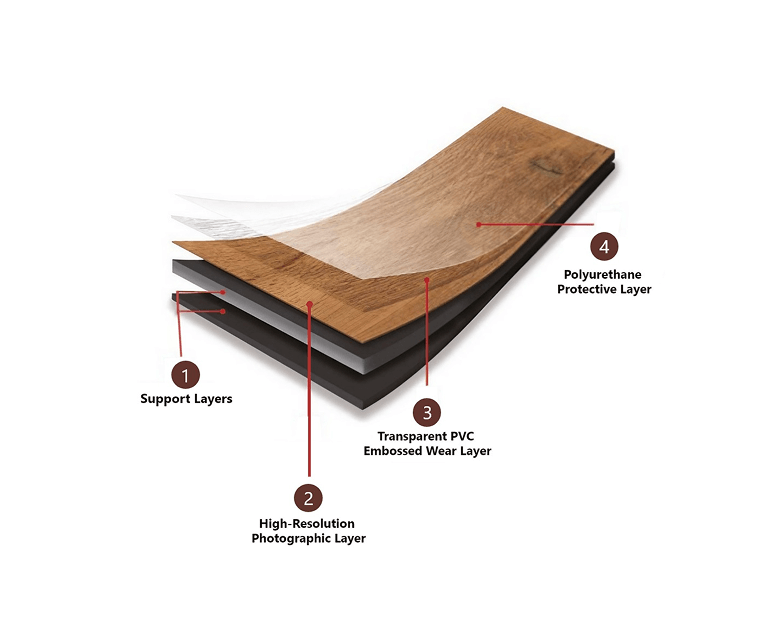 4
Polyurethane
Protective Layer
1
Support Layers
3
Transparent PVC
Embossed Wear Layer
2
High-Resolution
Photographic Layer